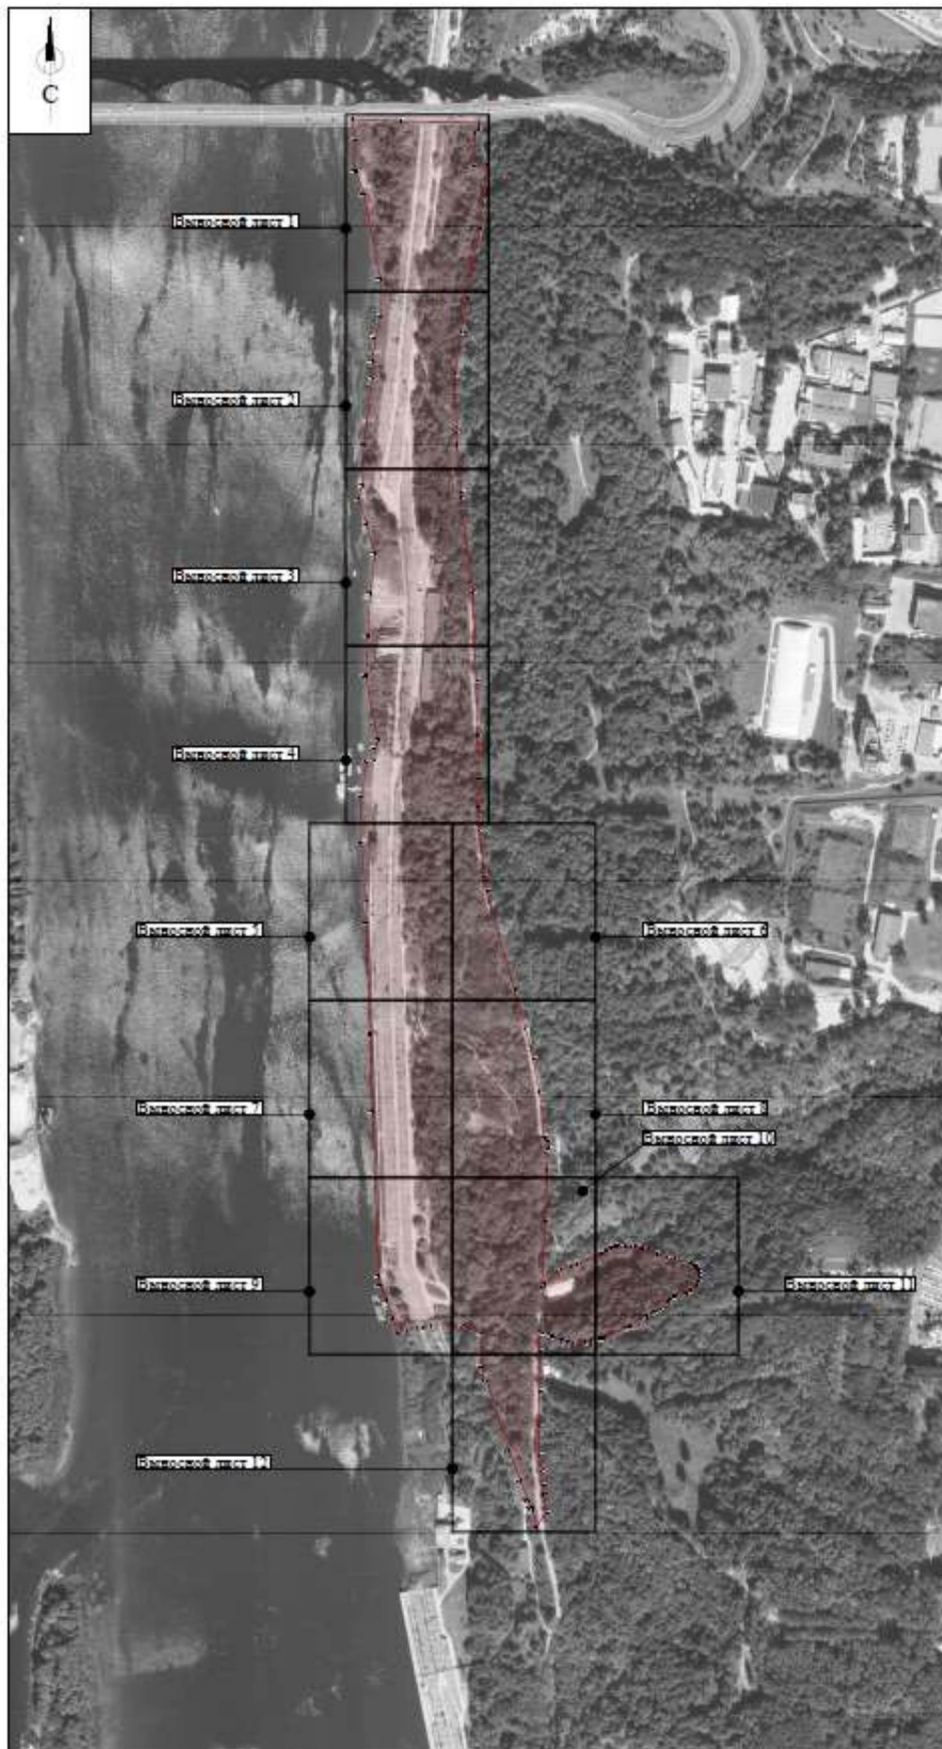 С
Выносной лист 1
Выносной лист 2
Выносной лист 3
Выносной лист 4
Выносной лист 5
Выносной лист 6
Выносной лист 7
Выносной лист 8
Выносной лист 10
Выносной лист 9
Выносной лист 11
Выносной лист 12